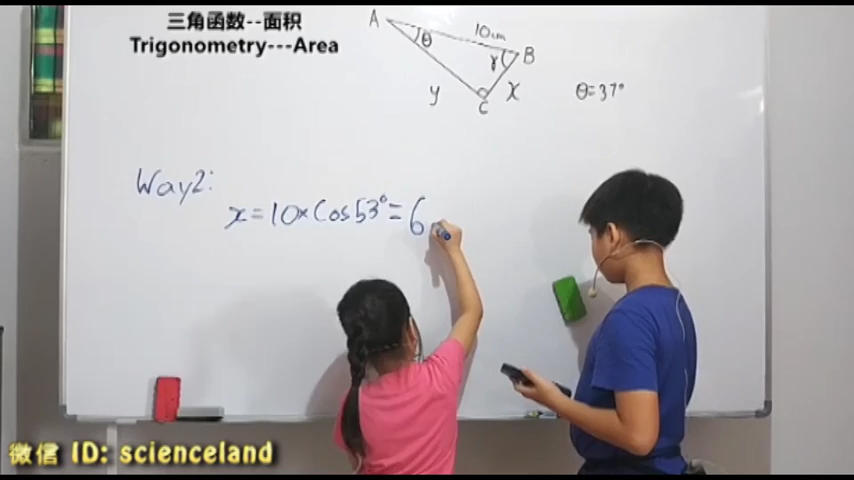 三角函数--面积
Trigonometry---Area
A
θ
10cm
γ
B
y
C
x
θ=37°
Way2:
x=10×Cos53°=6
微信 ID: scienceland